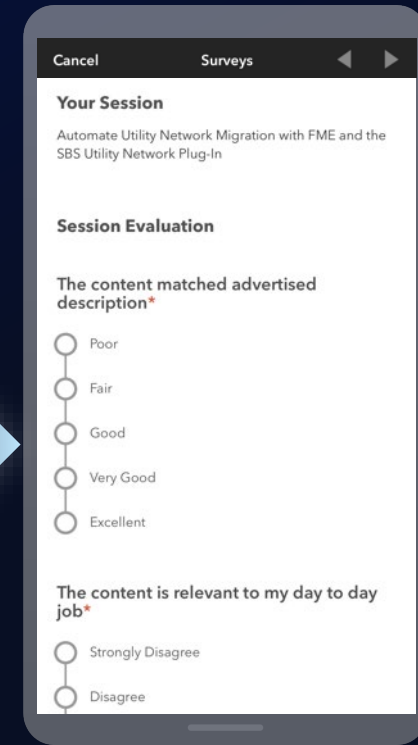 Cancel Surveys
Your Session
Automate Utility Network Migration with FME and the
SBS Utility Network Plug-In
Session Evaluation
The content matched advertised
description*
Poor
Fair
Good
Very Good
Excellent
The content is relevant to my day to day
job*
Strongly Disagree
Disagree